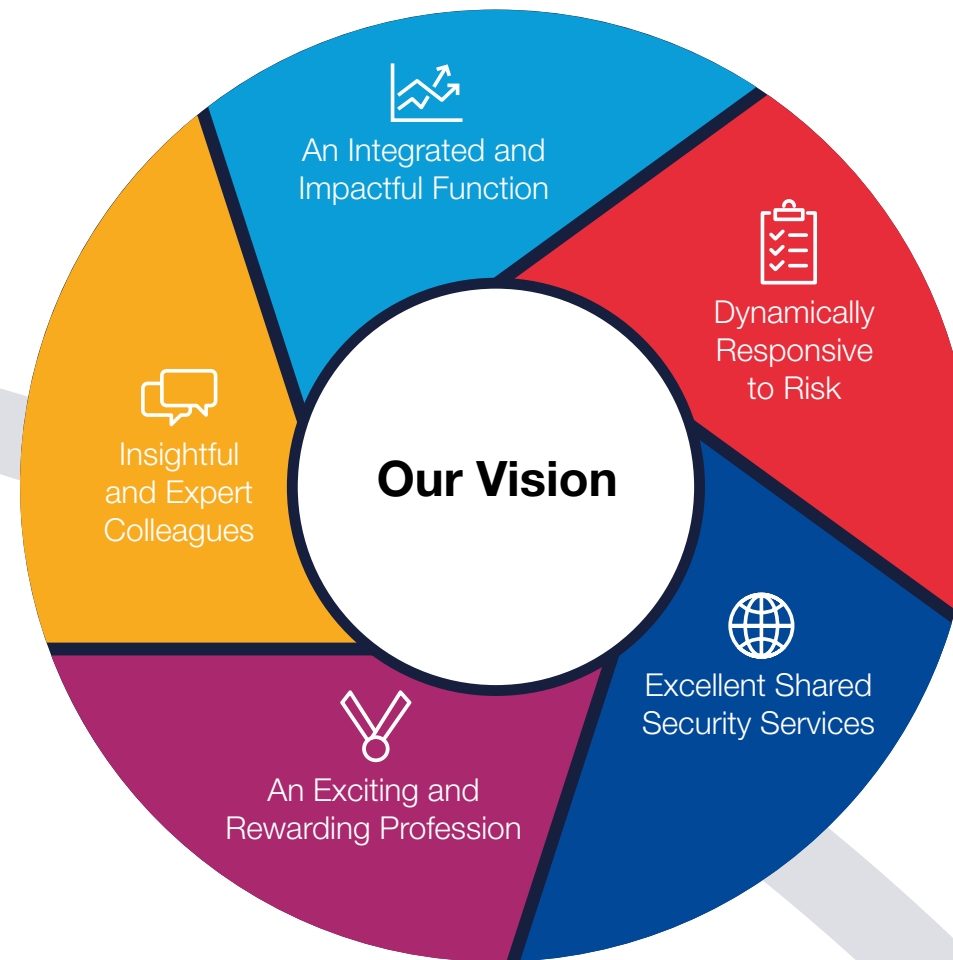 An Integrated and
Impactful Function
Dynamically
Responsive
to Risk
Our Vision
Insightful
and Expert
Colleagues
Excellent Shared
Security Services
An Exciting and
Rewarding Profession